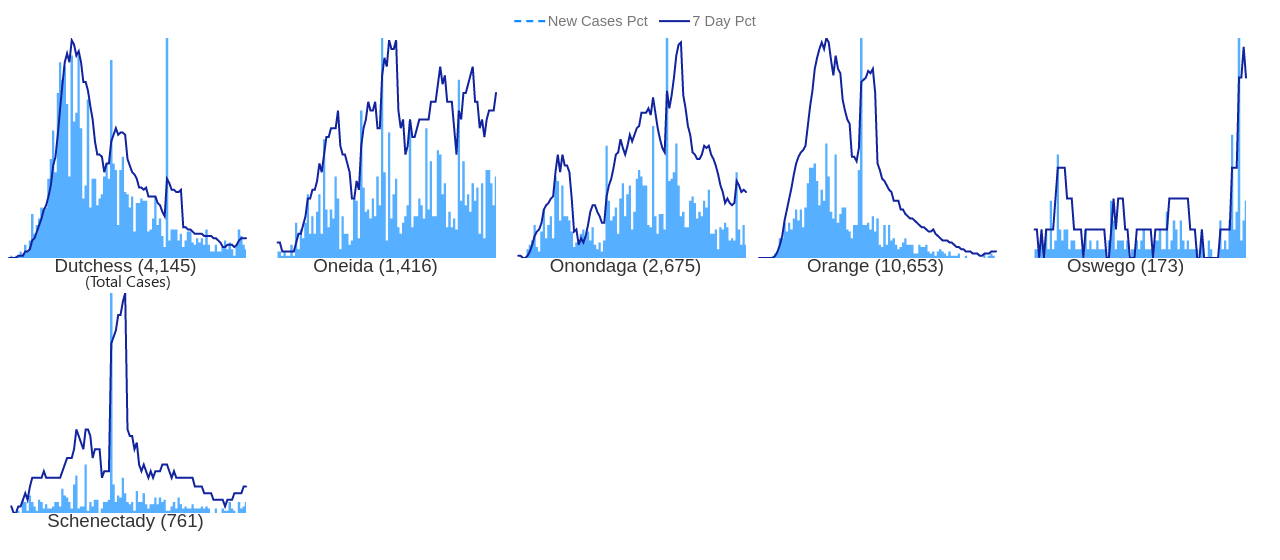 New Cases Pct 7 Day Pct
Dutchess (4,145) Oneida (1,416) Onondaga (2,675) Orange (10,653) Oswego (173)
(Total Cases)
Schenectady (761)